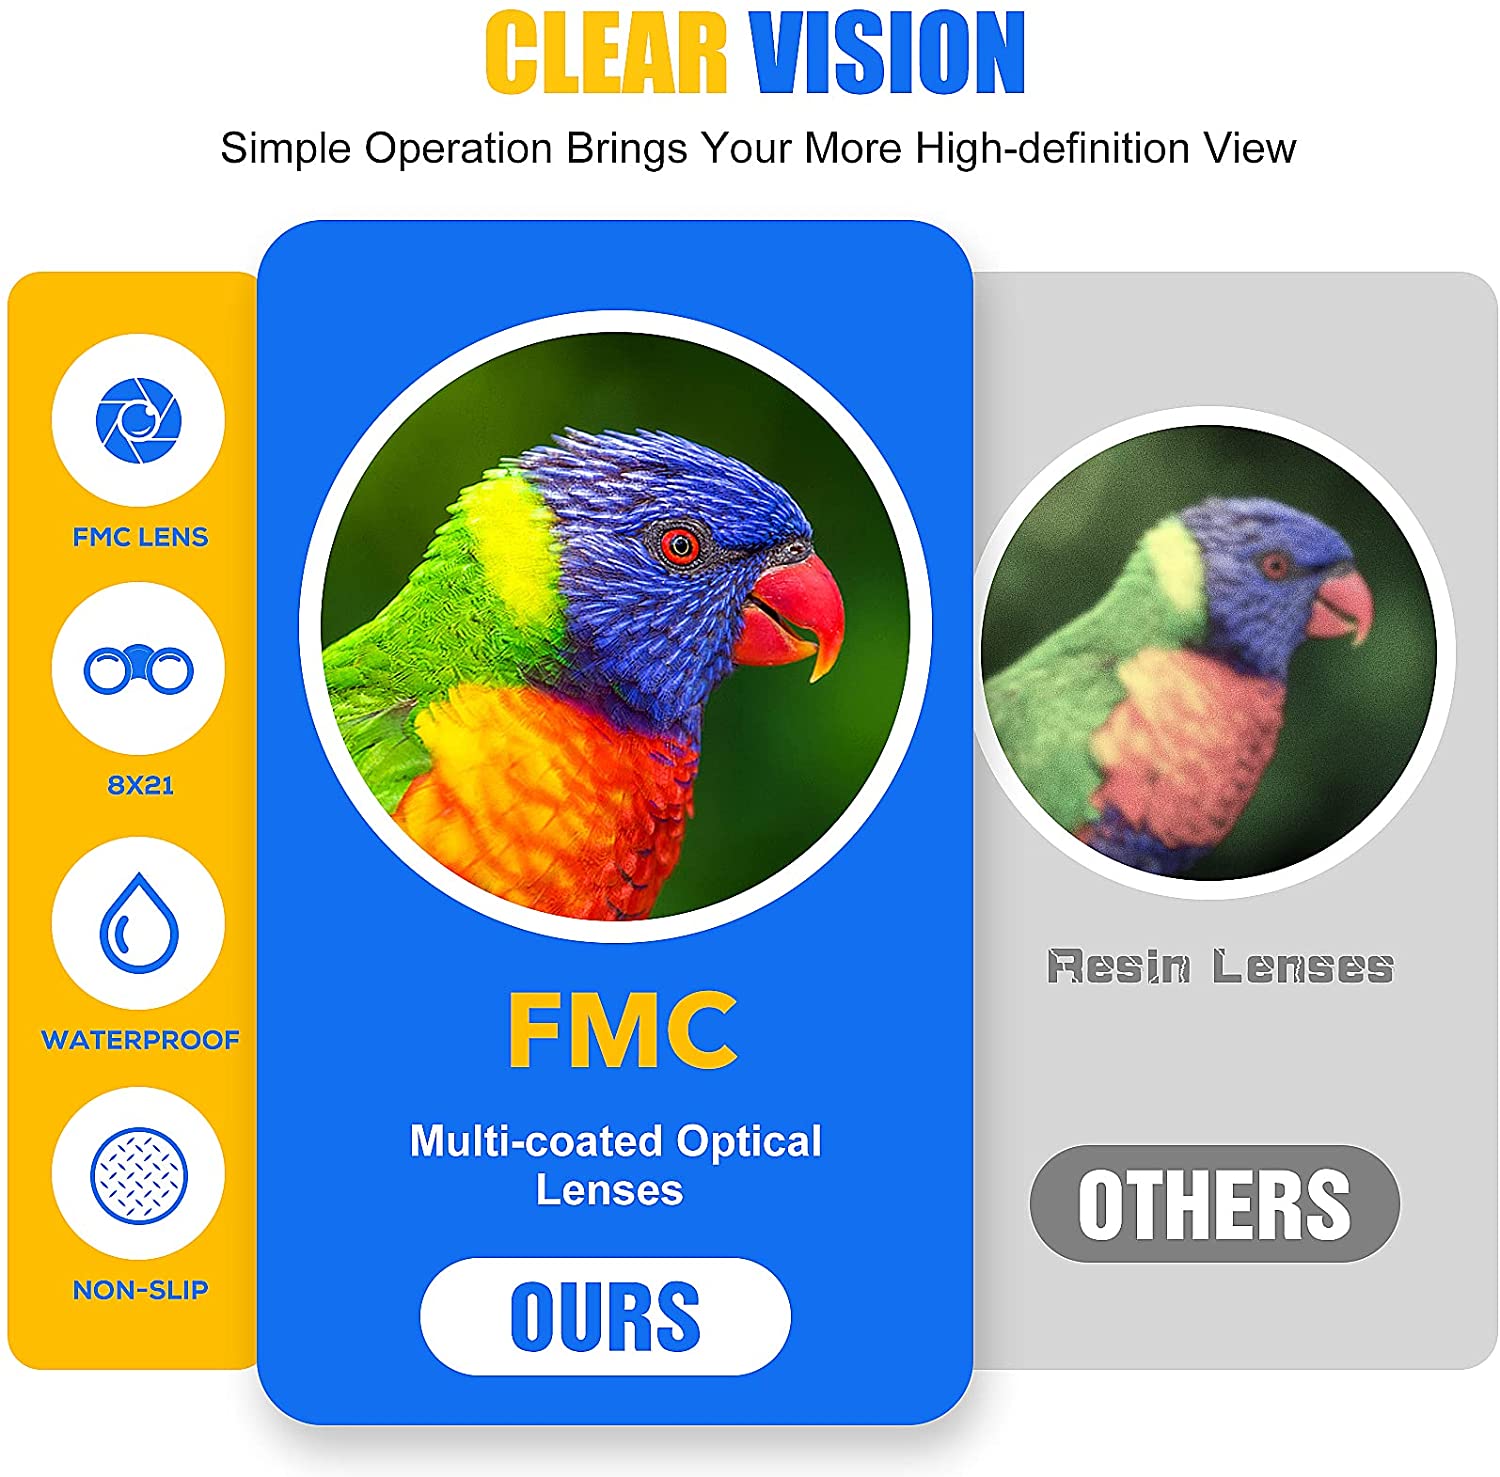 CLEAR VISION
Simple Operation Brings Your More High-definition View
FMC LENS
8X21
WATERPROOF
NON-SLIP
FMC
Multi-coated Optical
Lenses
OURS
Resin Lenses
OTHERS